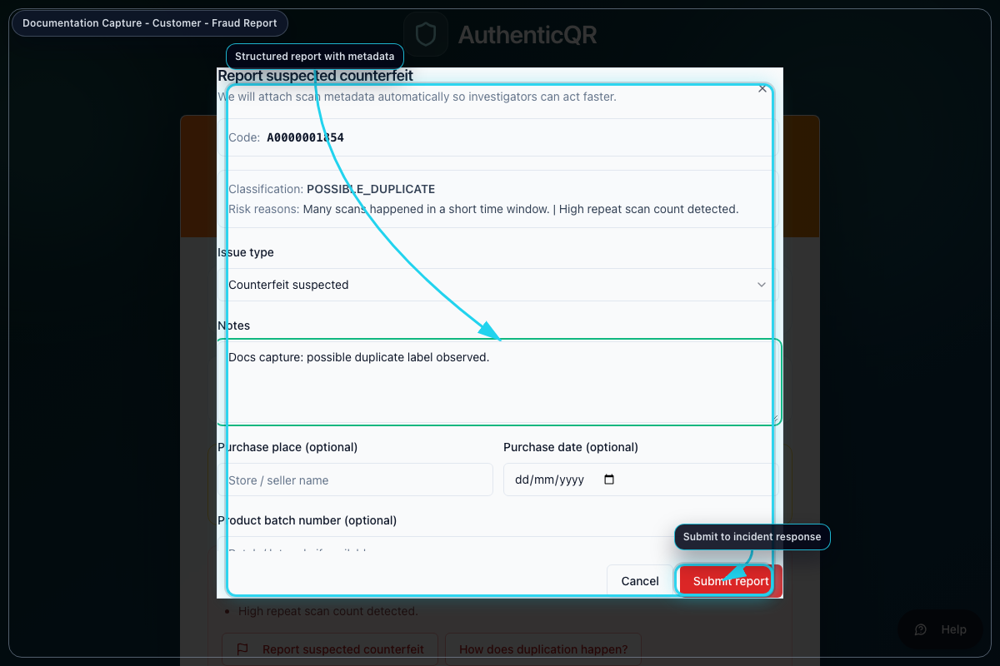 Documentation Capture - Customer - Fraud Report
AuthenticQR
Structured report with metadata
Report suspected counterfeit
We will attach scan metadata automatically so investigators can act faster.
Code: A0000001854
Classification: POSSIBLE_DUPLICATE
Risk reasons: Many scans happened in a short time window. | High repeat scan count detected.
Issue type
Counterfeit suspected
Notes
Docs capture: possible duplicate label observed.
Purchase place (optional)
Purchase date (optional)
Store / seller name
dd/mm/yyyy
Product batch number (optional)
Submit to incident response
Cancel
Submit report
• High repeat scan count detected.
Report suspected counterfeit
How does duplication happen?
Help